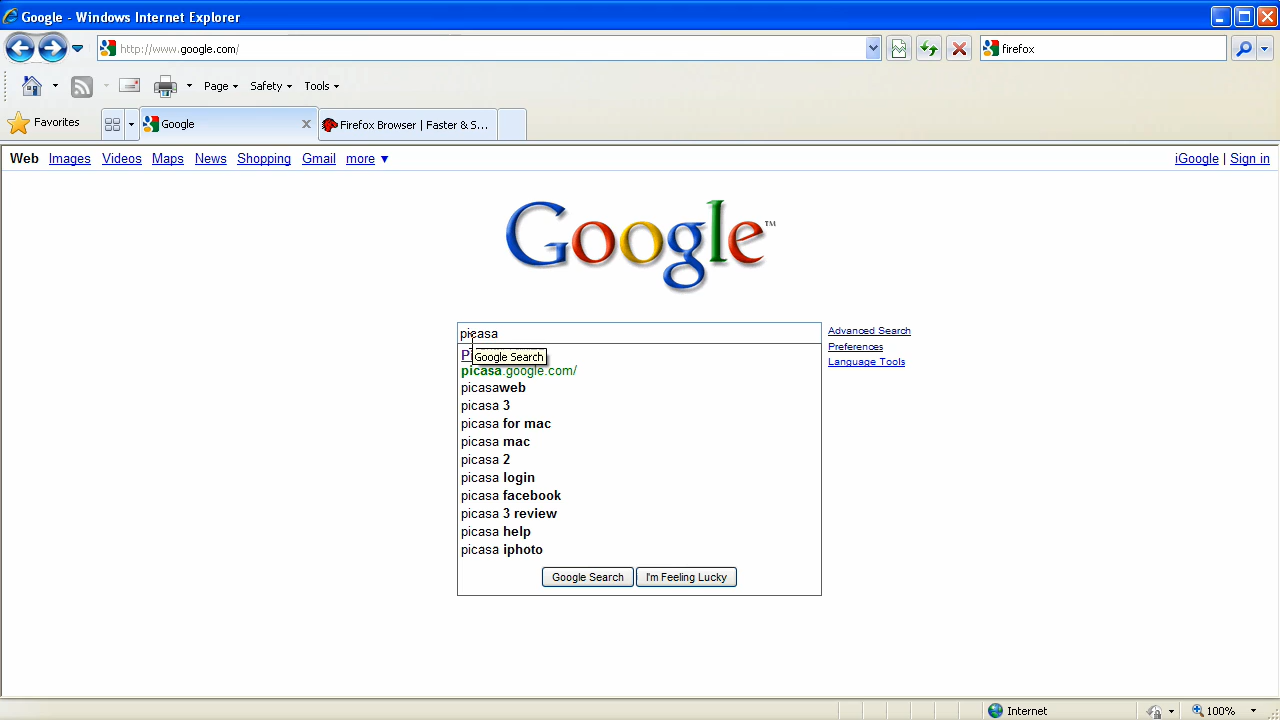 Google - Windows Internet Explorer
http://www.google.com/
firefox
Page
Safety
Tools
Favorites
Google
Firefox Browser | Faster & S...
Web Images Videos Maps News Shopping Gmail more ▼
iGoogle | Sign in
Google™
picasa
Advanced Search
Preferences
Language Tools
Google Search
picasa.google.com/
picasaweb
picasa 3
picasa for mac
picasa mac
picasa 2
picasa login
picasa facebook
picasa 3 review
picasa help
picasa iphoto
Google Search
I'm Feeling Lucky
Internet
100%